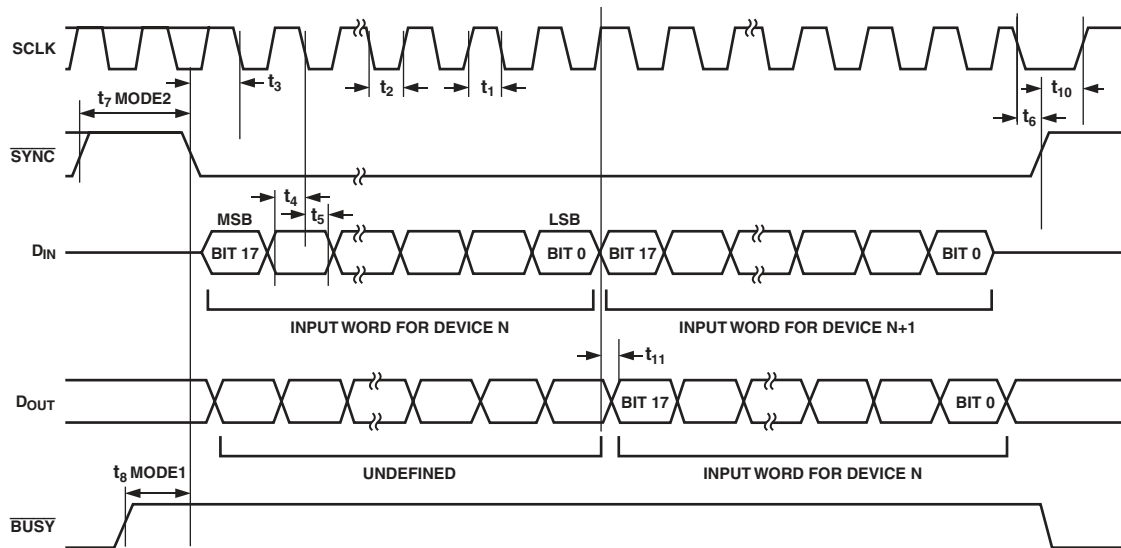 SCLK
t3
t2
t1
t10
t7 MODE2
t6
SYNC
t4
MSB
t5
LSB
DIN
BIT 17
BIT 0
BIT 17
BIT 0
INPUT WORD FOR DEVICE N
INPUT WORD FOR DEVICE N+1
t11
DOUT
BIT 17
BIT 0
UNDEFINED
INPUT WORD FOR DEVICE N
t8 MODE1
BUSY